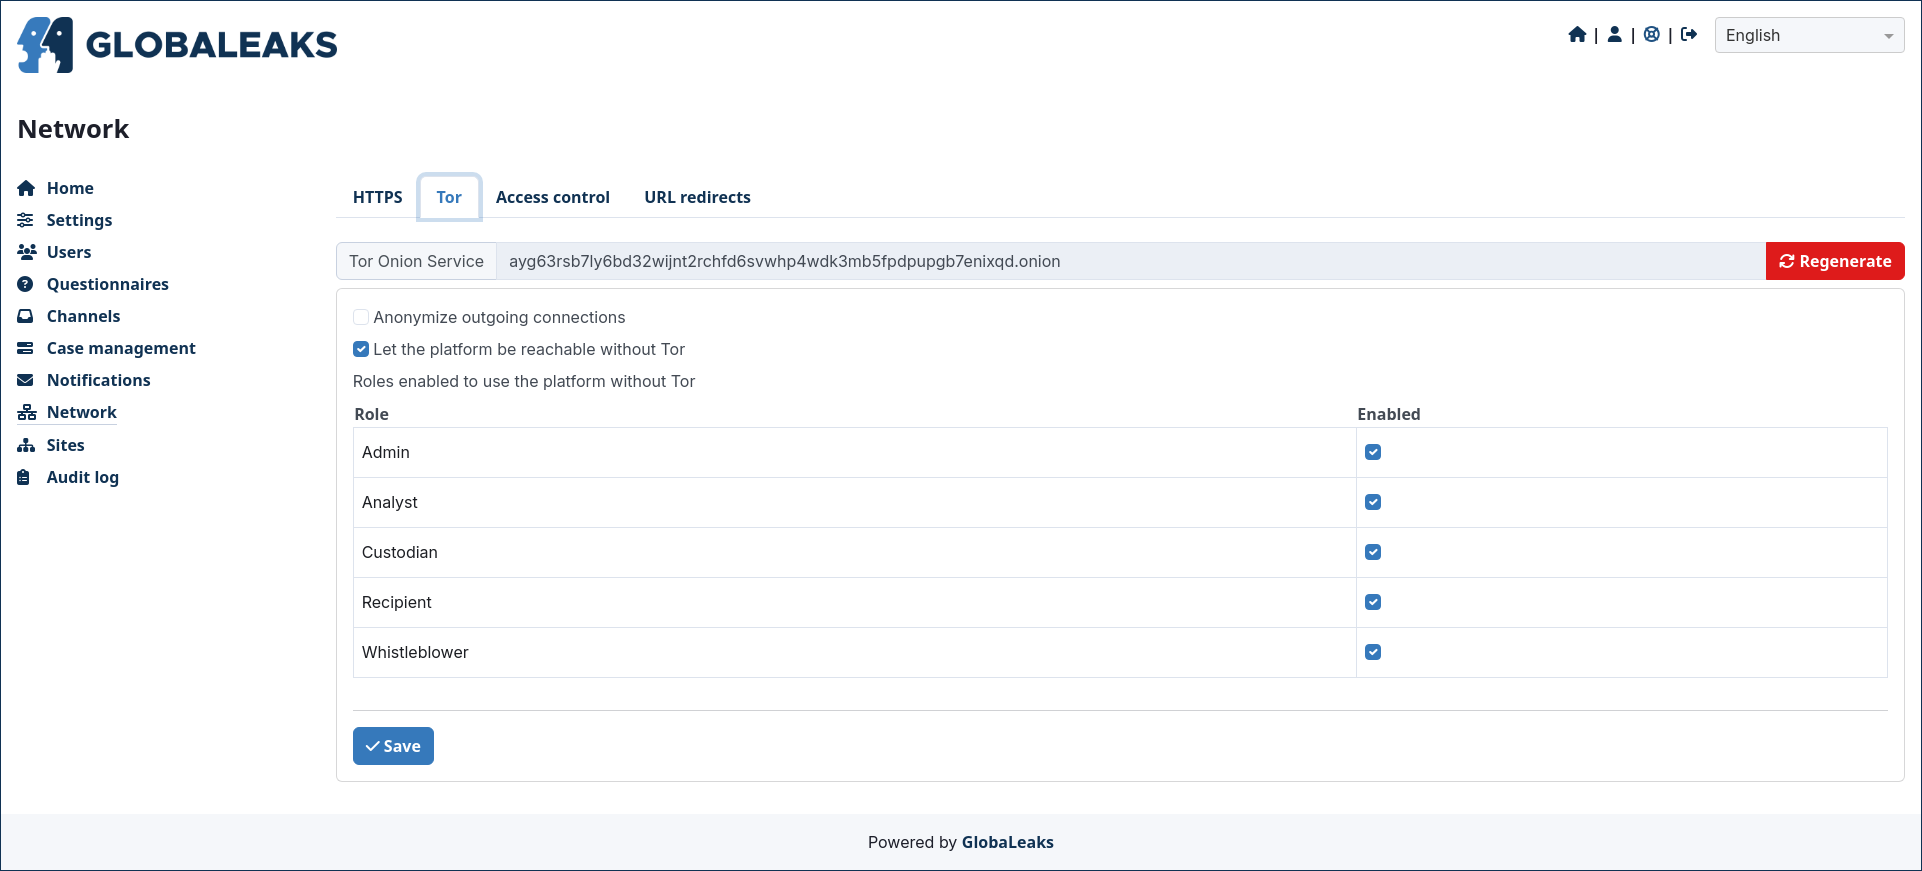 GLOBALEAKS
| | |
English
Network
Home
Settings
Users
Questionnaires
Channels
Case management
Notifications
Network
Sites
Audit log
HTTPS Tor Access control URL redirects
Tor Onion Service ayg63rsb7ly6bd32wijnt2rchfd6svwhp4wdk3mb5fpdpupgb7enixqd.onion Regenerate
Anonymize outgoing connections
Let the platform be reachable without Tor
Roles enabled to use the platform without Tor
Role Enabled
Admin
Analyst
Custodian
Recipient
Whistleblower
Save
Powered by GlobaLeaks